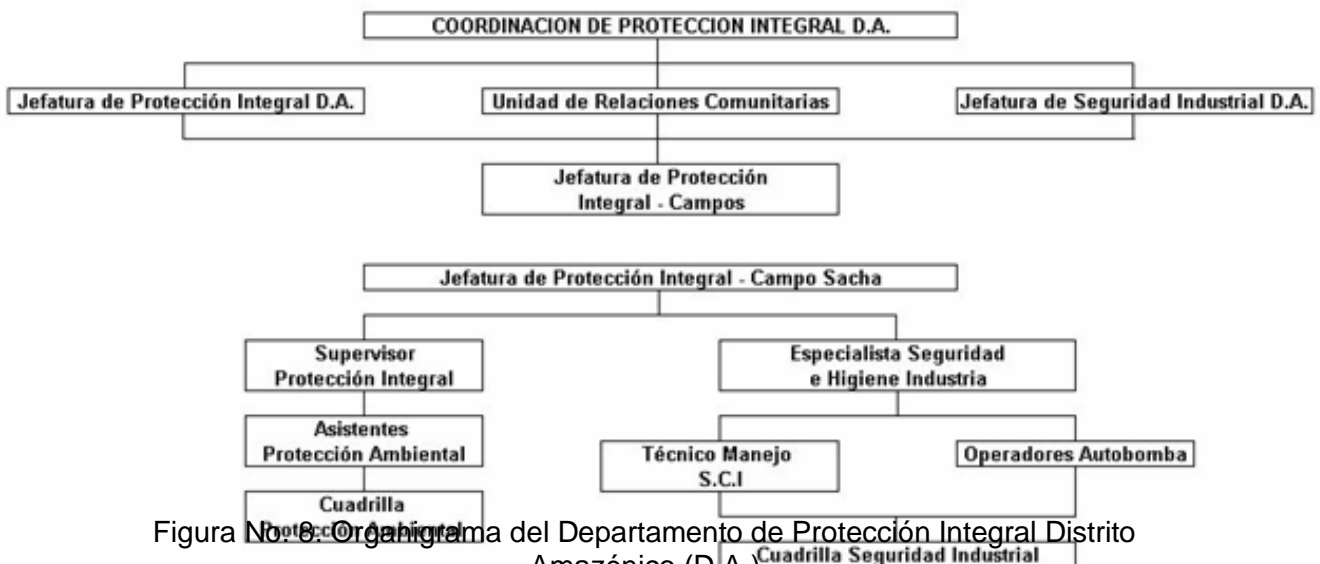 COORDINACION DE PROTECCION INTEGRAL D.A.
Jefatura de Protección Integral D.A.
Unidad de Relaciones Comunitarias
Jefatura de Seguridad Industrial D.A.
Jefatura de Protección
Integral - Campos
Jefatura de Protección Integral - Campo Sacha
Supervisor
Protección Integral
Especialista Seguridad
e Higiene Industria
Asistentes
Protección Ambiental
Técnico Manejo
S.C.I
Operadores Autobomba
Cuadrilla
Protección Ambiental
Cuadrilla Seguridad Industrial
Figura No. 8. Organigrama del Departamento de Protección Integral Distrito
Amazónico (D.A.)